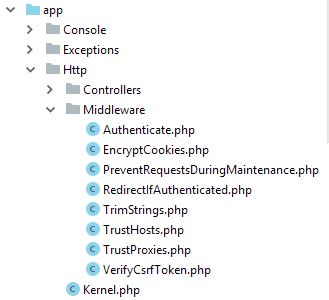 app
Console
Exceptions
Http
Controllers
Middleware
Authenticate.php
EncryptCookies.php
PreventRequestsDuringMaintenance.php
RedirectIfAuthenticated.php
TrimStrings.php
TrustHosts.php
TrustProxies.php
VerifyCsrfToken.php
Kernel.php